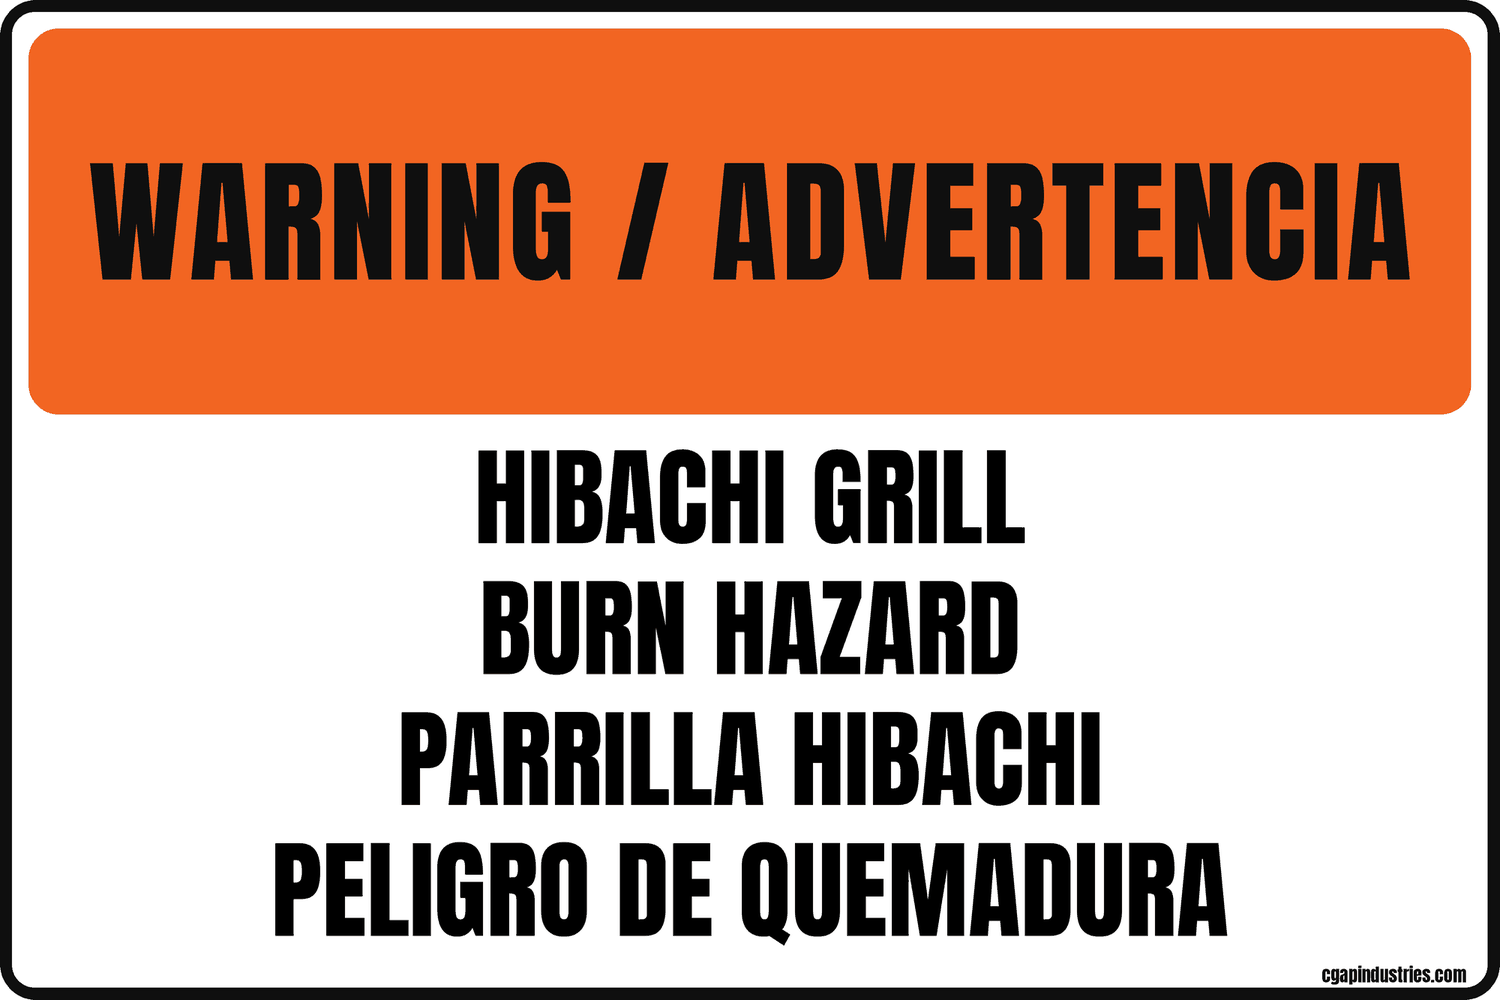 WARNING / ADVERTENCIA
HIBACHI GRILL
BURN HAZARD
PARRILLA HIBACHI
PELIGRO DE QUEMADURA
cgapindustries.com